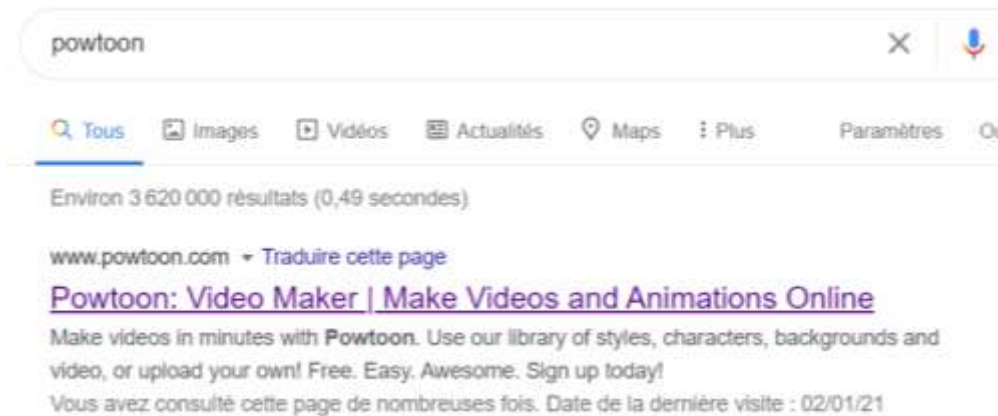 powtoon
Tous Images Vidéos Actualités Maps Plus Paramètres
Environ 3 620 000 résultats (0,49 secondes)
www.powtoon.com Traduire cette page
Powtoon: Video Maker | Make Videos and Animations Online
Make videos in minutes with Powtoon. Use our library of styles, characters, backgrounds and
video, or upload your own! Free. Easy. Awesome. Sign up today!
Vous avez consulté cette page de nombreuses fois. Date de la dernière visite : 02/01/21